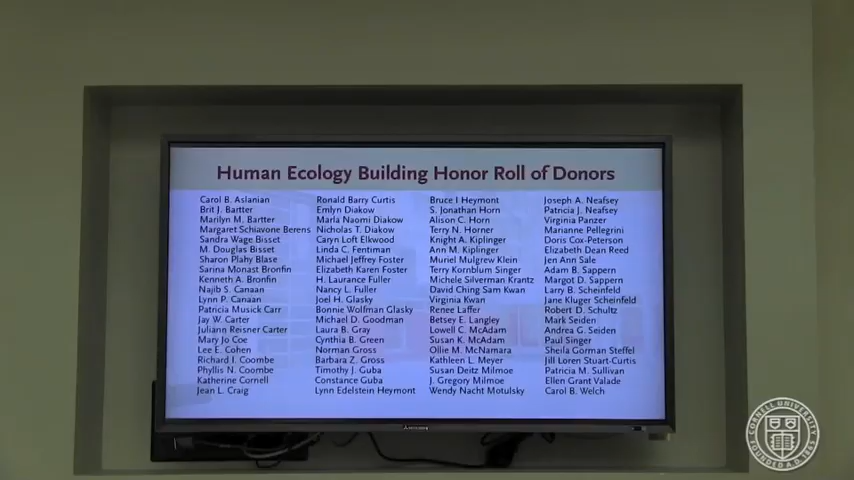 Human Ecology Building Honor Roll of Donors
Carol B. Aslanian
Brit J. Bartter
Marilyn M. Bartter
Margaret Schiavone Berens
Sandra Wage Bisset
M. Douglas Bisset
Sharon Plahy Blase
Sarina Monast Bronfin
Kenneth A. Bronfin
Najib S. Canaan
Lynn P. Canaan
Patricia Musick Carr
Jay W. Carter
Juliann Reisner Carter
Mary Jo Coe
Lee E. Cohen
Richard I. Coombe
Phyllis N. Coombe
Katherine Cornell
Jean L. Craig
Ronald Barry Curtis
Emlyn Diakow
Marla Naomi Diakow
Nicholas T. Diakow
Caryn Loft Elkwood
Linda C. Fentiman
Michael Jeffrey Foster
Elizabeth Karen Foster
H. Laurance Fuller
Nancy L. Fuller
Joel H. Glasky
Bonnie Wolfman Glasky
Michael D. Goodman
Laura B. Gray
Cynthia B. Green
Norman Gross
Barbara Z. Gross
Timothy J. Guba
Constance Guba
Lynn Edelstein Heymont
Bruce I Heymont
S. Jonathan Horn
Alison C. Horn
Terry N. Horner
Knight A. Kiplinger
Ann M. Kiplinger
Muriel Mulgrew Klein
Terry Kornblum Singer
Michele Silverman Krantz
David Ching Sam Kwan
Virginia Kwan
Renee Laffer
Betsey E. Langley
Lowell C. McAdam
Susan K. McAdam
Ollie M. McNamara
Kathleen L. Meyer
Susan Deitz Milmoe
J. Gregory Milmoe
Wendy Nacht Motulsky
Joseph A. Neafsey
Patricia J. Neafsey
Virginia Panzer
Marianne Pellegrini
Doris Cox-Peterson
Elizabeth Dean Reed
Jen Ann Sale
Adam B. Sappern
Margot D. Sappern
Larry B. Scheinfeld
Jane Kluger Scheinfeld
Robert D. Schultz
Mark Seiden
Andrea G. Seiden
Paul Singer
Sheila Gorman Steffel
Jill Loren Stuart-Curtis
Patricia M. Sullivan
Ellen Grant Valade
Carol B. Welch
CORNELL UNIVERSITY
FOUNDED A.D. 1865